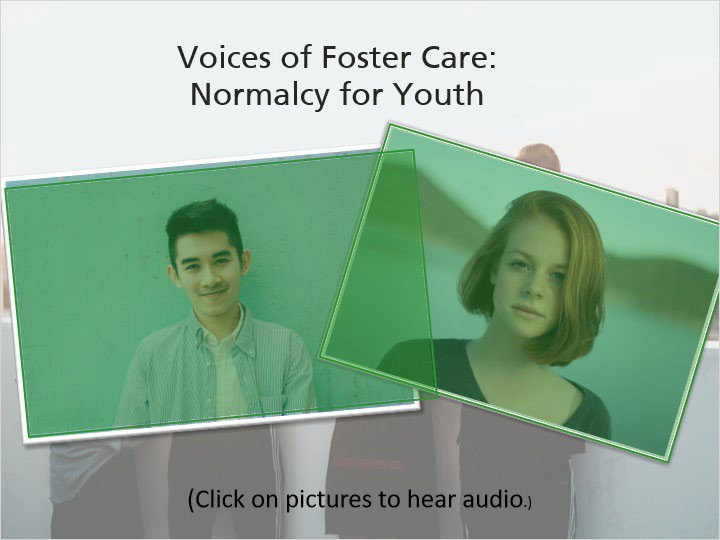 Voices of Foster Care:
Normalcy for Youth
(Click on pictures to hear audio.)